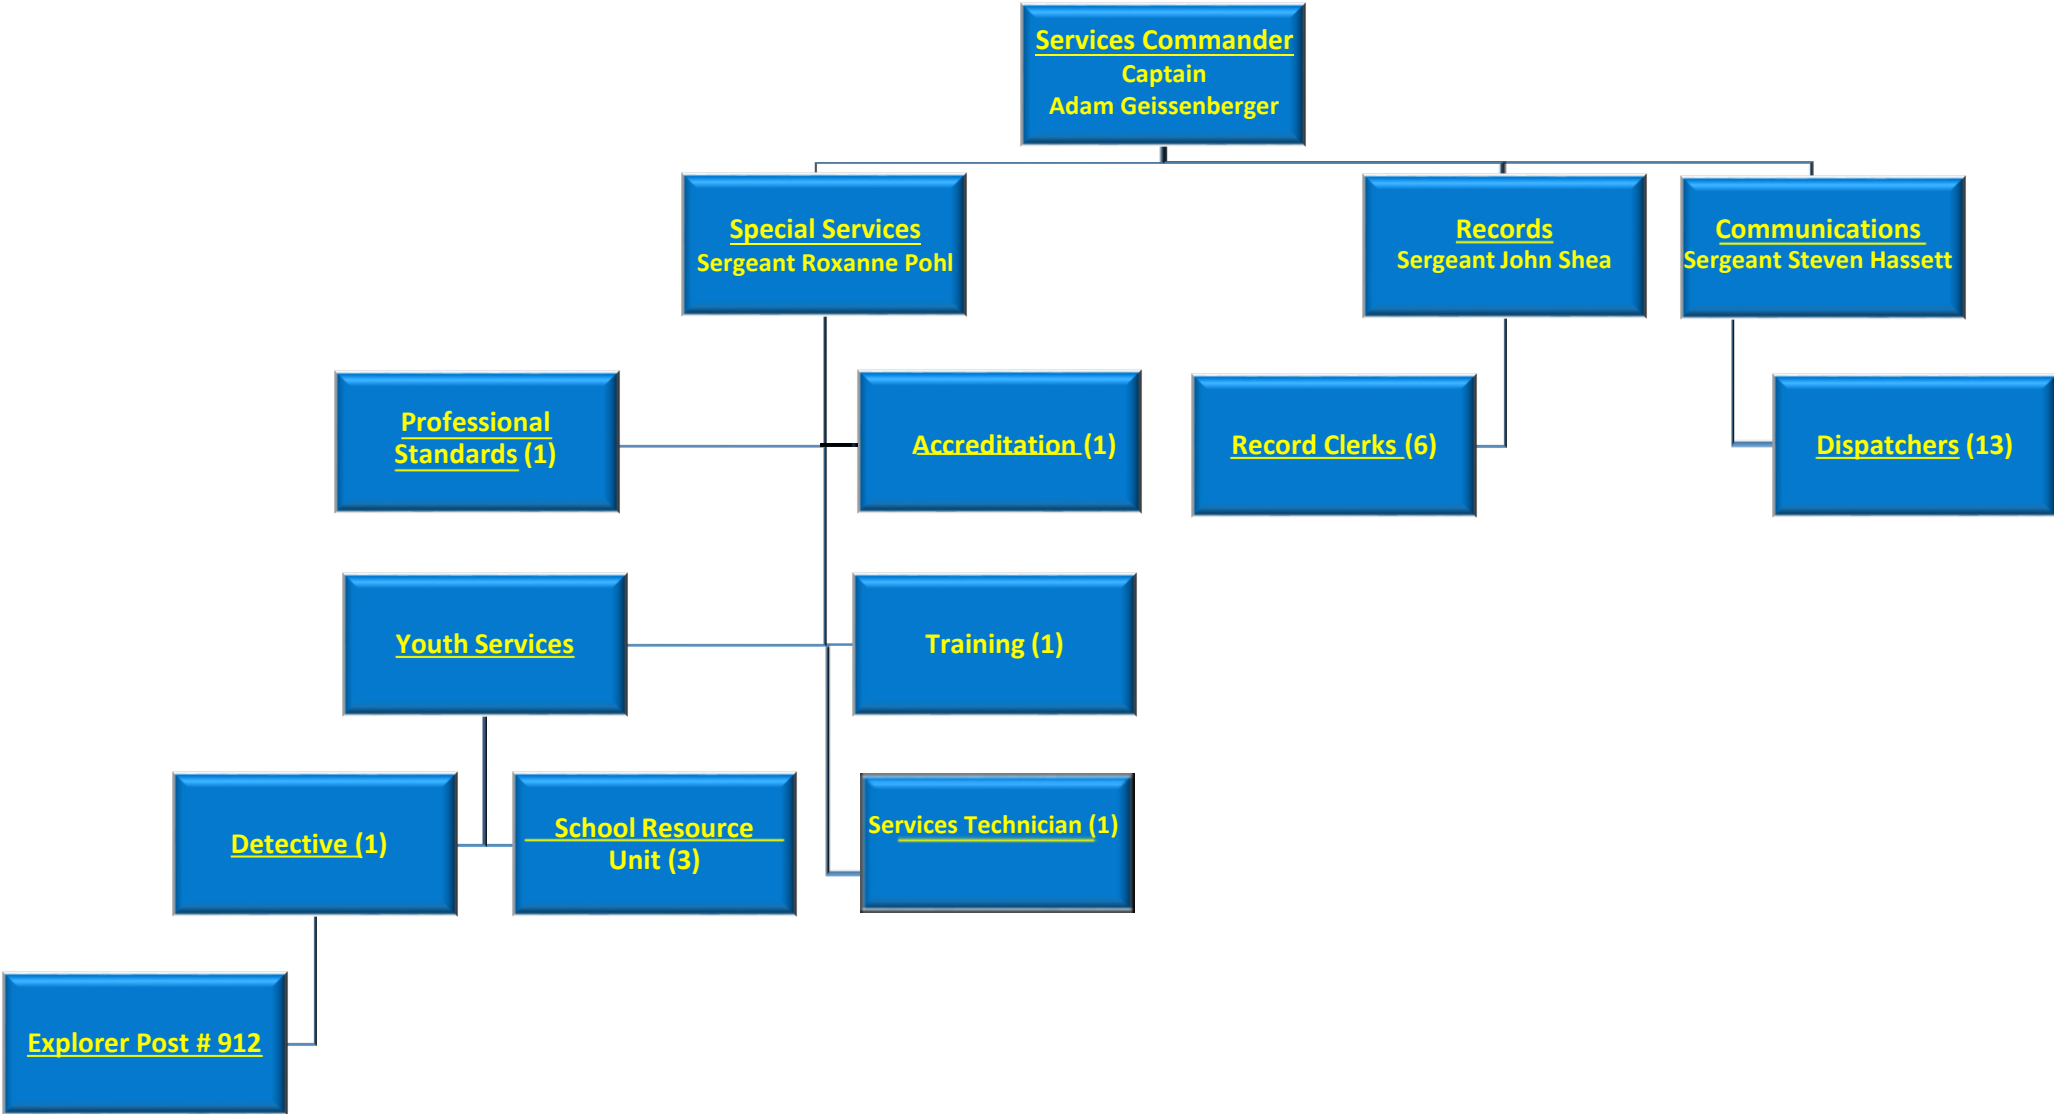 Services Commander
Captain
Adam Geissenberger
Special Services
Sergeant Roxanne Pohl
Records
Sergeant John Shea
Communications
Sergeant Steven Hassett
Professional
Standards (1)
Accreditation (1)
Record Clerks (6)
Dispatchers (13)
Youth Services
Training (1)
Detective (1)
School Resource
Unit (3)
Services Technician (1)
Explorer Post # 912